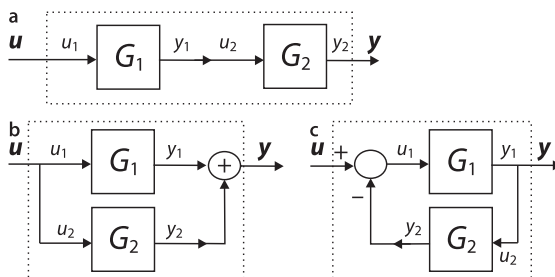 a
u u₁ G₁ y₁ u₂ G₂ y₂ y
b
u u₁ G₁ y₁ + y
u₂ G₂ y₂
c
u + u₁ G₁ y₁ y
− y₂ G₂ u₂